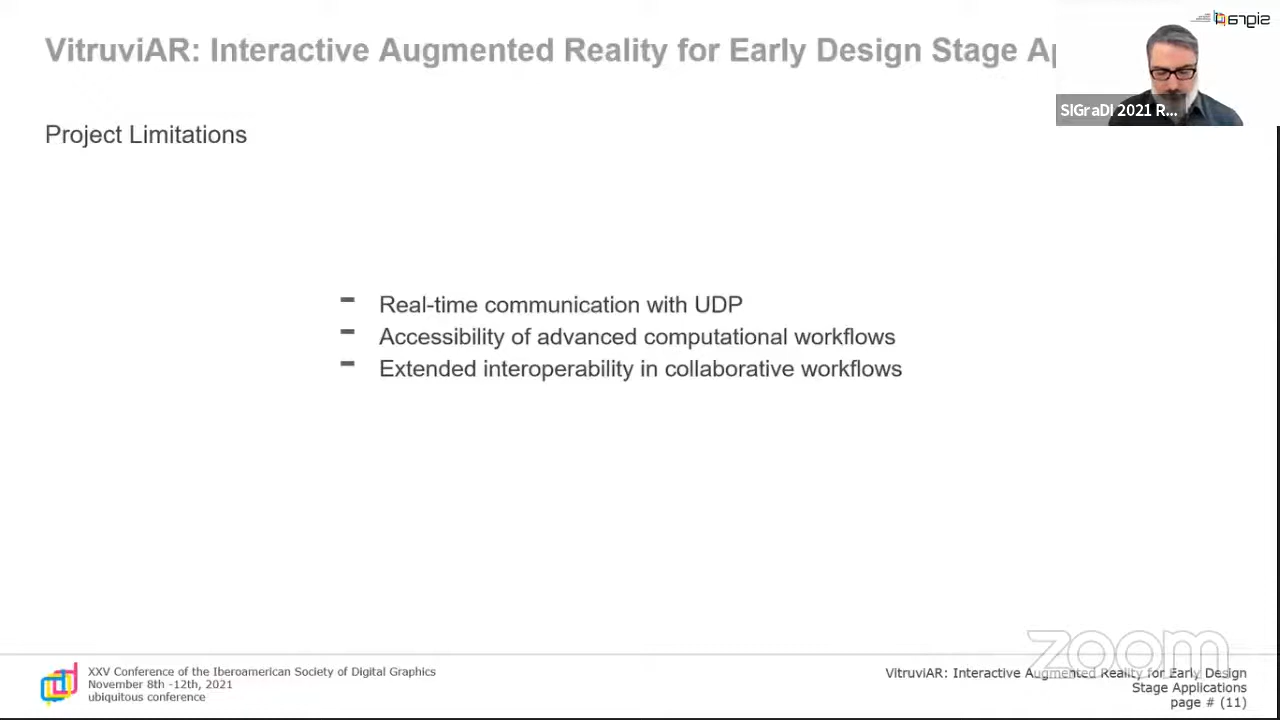 VitruviAR: Interactive Augmented Reality for Early Design Stage Ap
SIGraDI 2021 R...
Project Limitations
- Real-time communication with UDP
- Accessibility of advanced computational workflows
- Extended interoperability in collaborative workflows
zoom
XXV Conference of the Iberoamerican Society of Digital Graphics
November 8th -12th, 2021
ubiquitous conference
VitruviAR: Interactive Augmented Reality for Early Design
Stage Applications
page # (11)